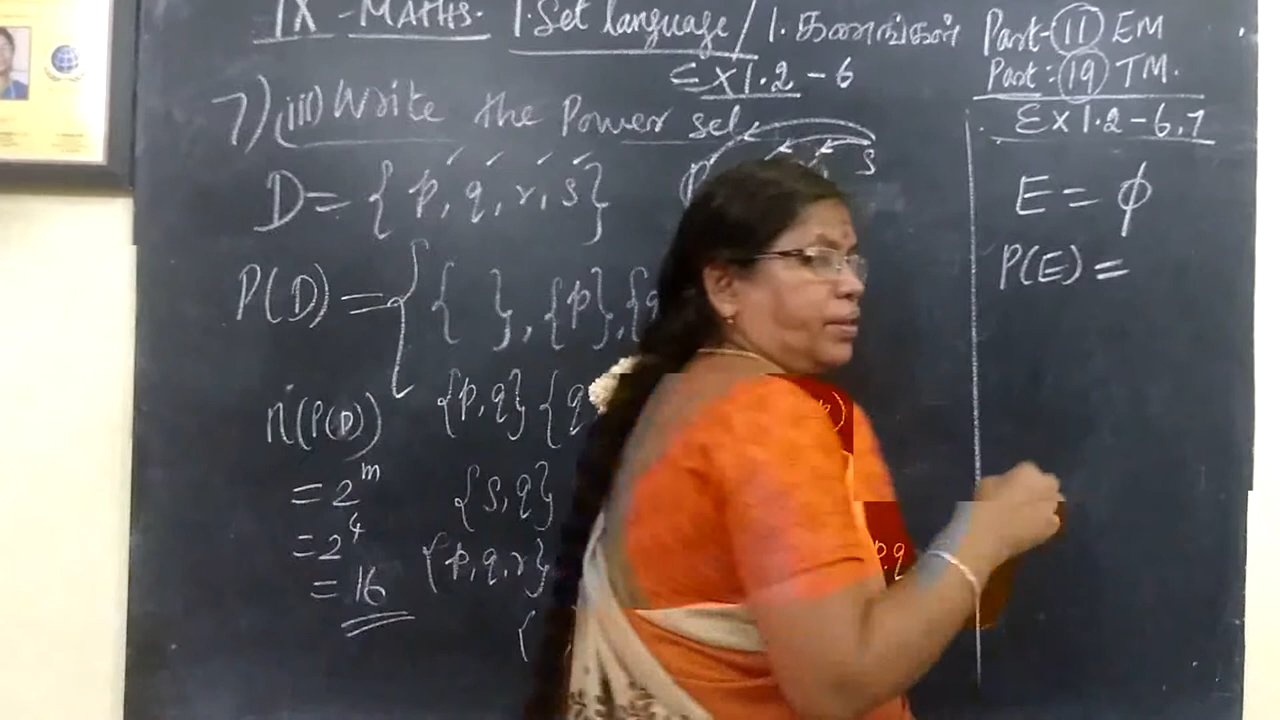 IX - MATHS. 1. Set language / 1. கணங்கள் Part-11 EM
Part: 19 TM.
Ex 1.2 - 6
Ex 1.2 - 6,7
7) (iii) Write the Power set
D = { p, q, r, s }
s
E = ϕ
P(D) = { { }, {p}, {q
P(E) =
n(P(D)) {p,q} {q
= 2^m {s,q}
= 2^4 {p,q,r}
p,q
= 16